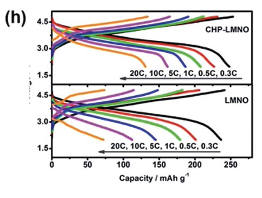 (h)
4.5
3.0
1.5
CHP-LMNO
20C, 10C, 5C, 1C, 0.5C, 0.3C
4.5
3.0
1.5
LMNO
20C, 10C, 5C, 1C, 0.5C, 0.3C
0 50 100 150 200 250
Capacity / mAh g⁻¹